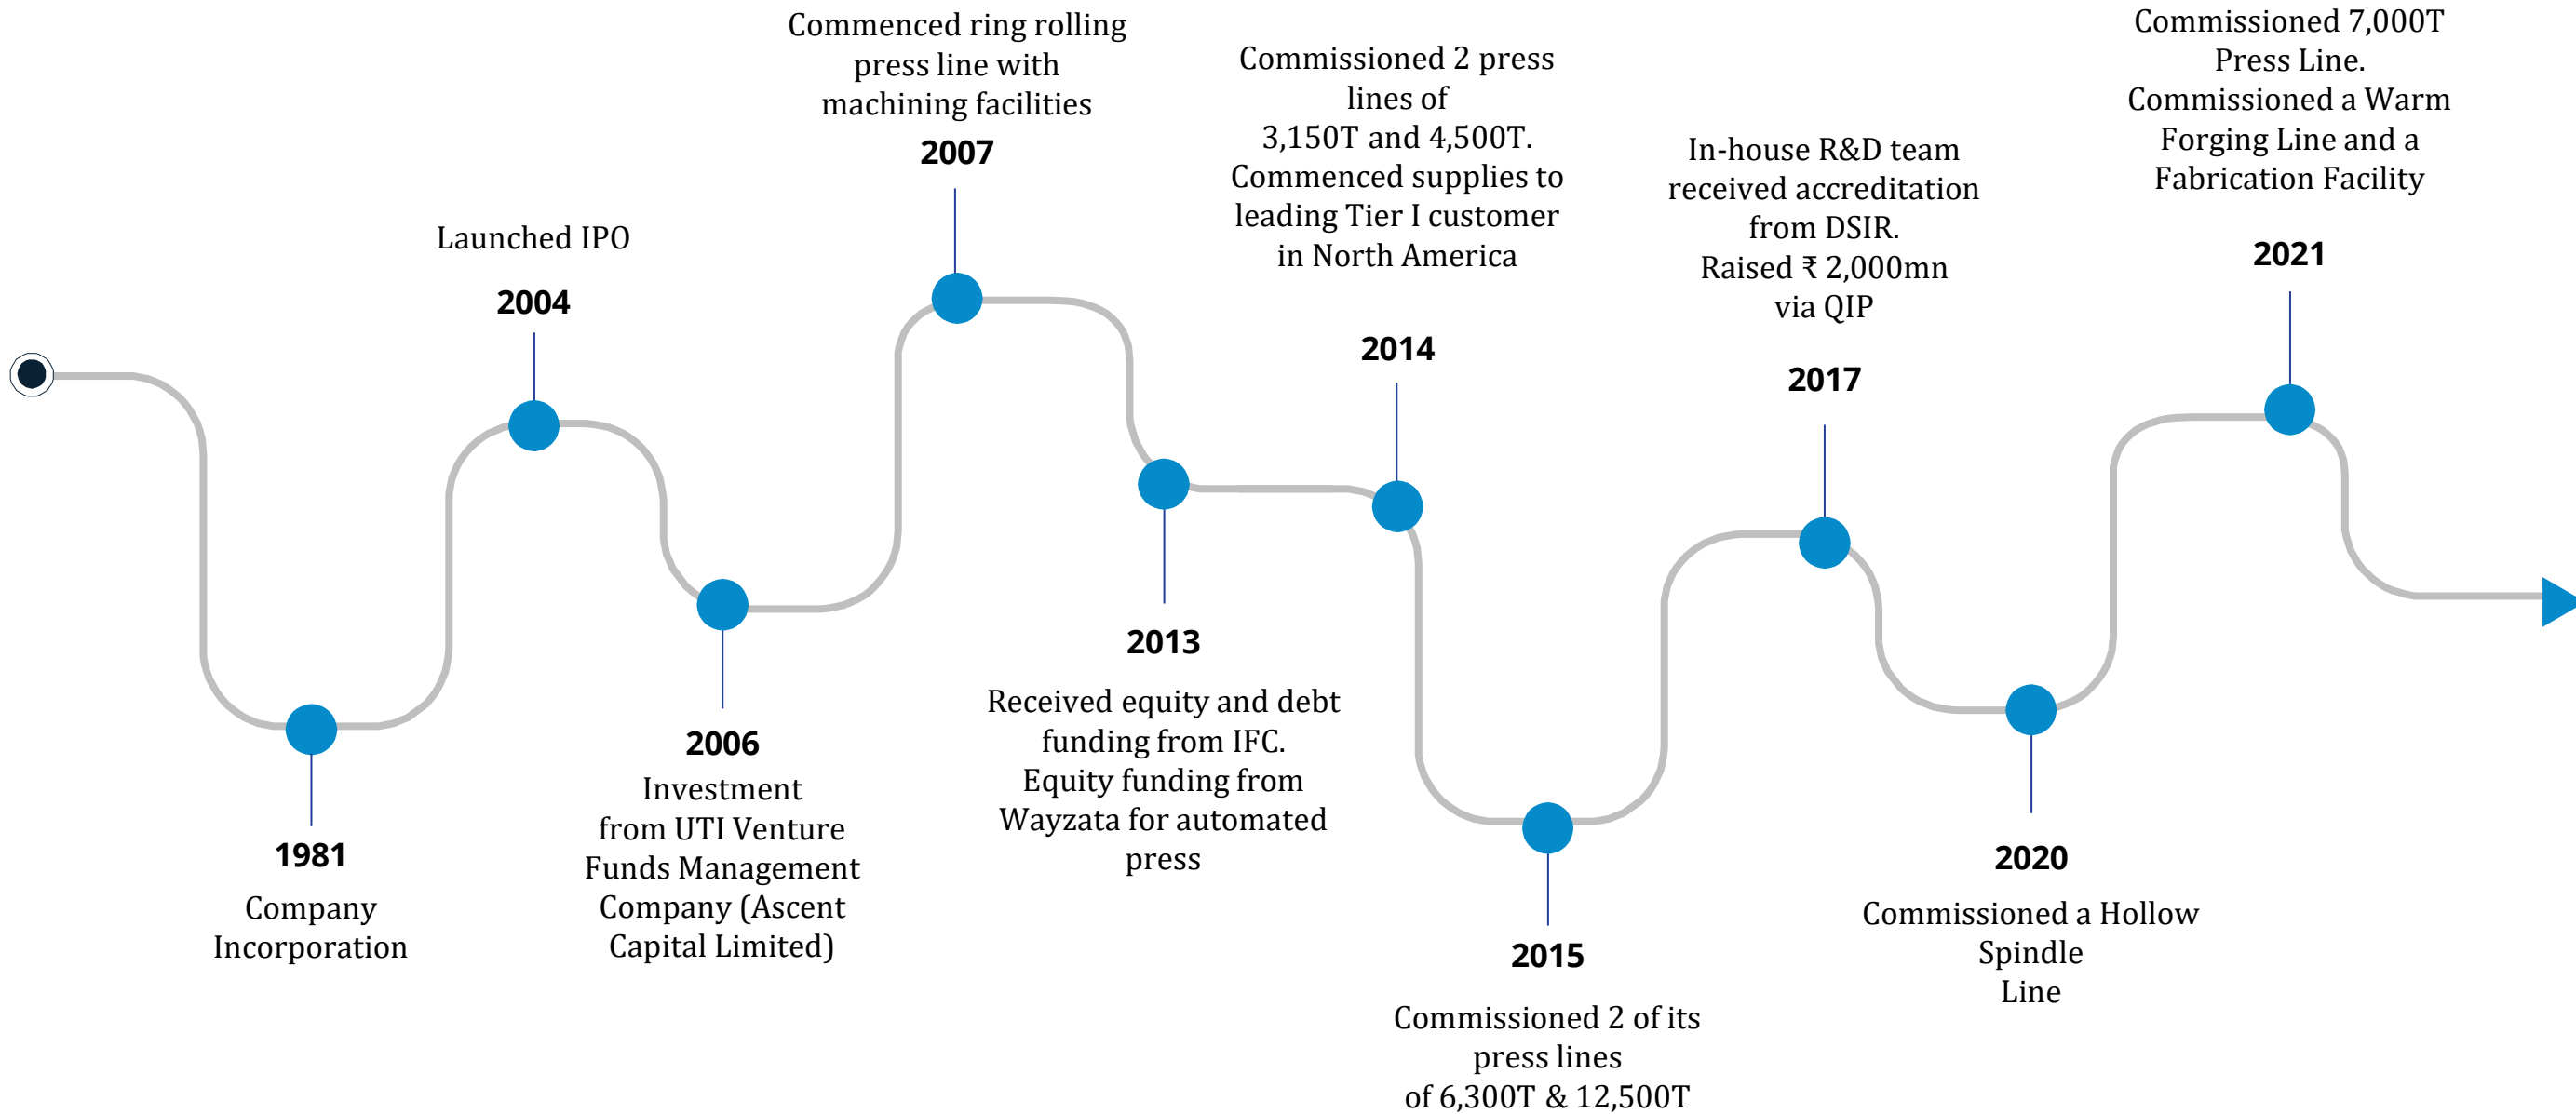 1981
Company
Incorporation
Launched IPO
2004
2006
Investment
from UTI Venture
Funds Management
Company (Ascent
Capital Limited)
Commenced ring rolling
press line with
machining facilities
2007
2013
Received equity and debt
funding from IFC.
Equity funding from
Wayzata for automated
press
Commissioned 2 press
lines of
3,150T and 4,500T.
Commenced supplies to
leading Tier I customer
in North America
2014
2015
Commissioned 2 of its
press lines
of 6,300T & 12,500T
In-house R&D team
received accreditation
from DSIR.
Raised ₹ 2,000mn
via QIP
2017
2020
Commissioned a Hollow
Spindle
Line
Commissioned 7,000T
Press Line.
Commissioned a Warm
Forging Line and a
Fabrication Facility
2021